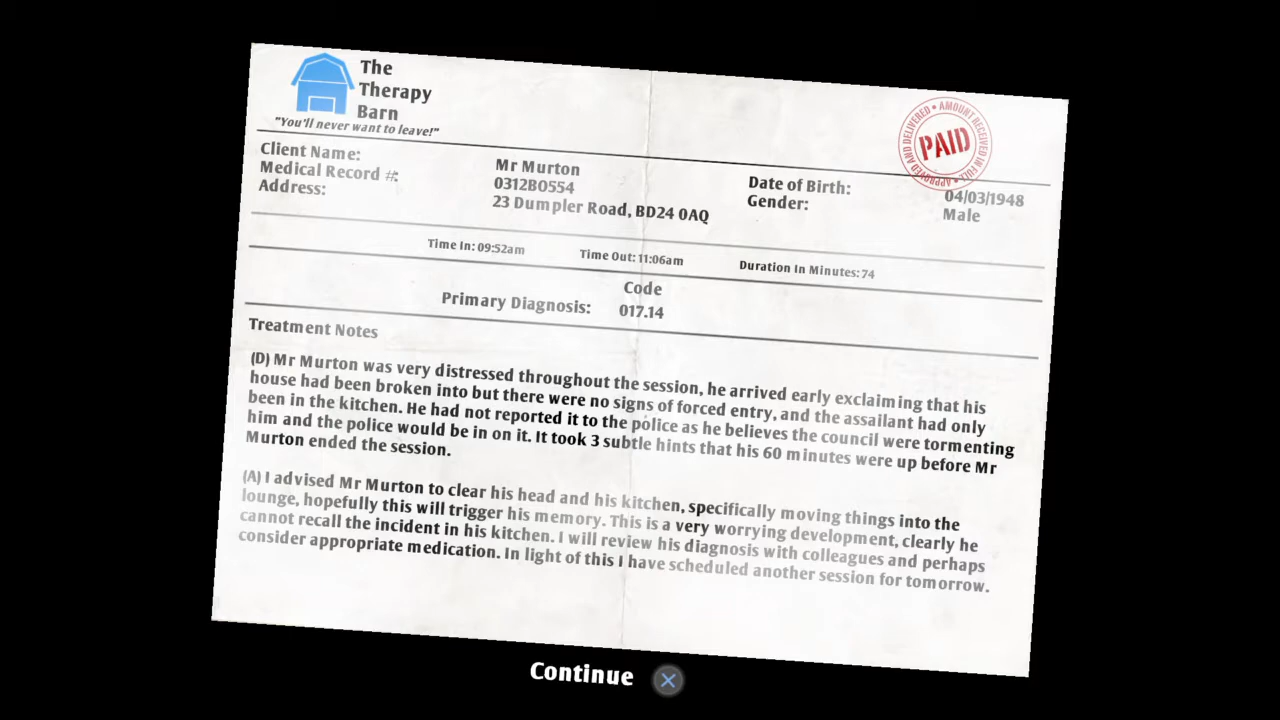 The
Therapy
Barn
"You'll never want to leave!"
APPROVED AND DELIVERED • AMOUNT RECEIVED IN FULL •
PAID
Client Name: Mr Murton Date of Birth: 04/03/1948
Medical Record #: 0312B0554 Gender: Male
Address: 23 Dumpler Road, BD24 0AQ
Time In: 09:52am Time Out: 11:06am Duration In Minutes: 74
Code
Primary Diagnosis: 017.14
Treatment Notes
(D) Mr Murton was very distressed throughout the session, he arrived early exclaiming that his
house had been broken into but there were no signs of forced entry, and the assailant had only
been in the kitchen. He had not reported it to the police as he believes the council were tormenting
him and the police would be in on it. It took 3 subtle hints that his 60 minutes were up before Mr
Murton ended the session.
(A) I advised Mr Murton to clear his head and his kitchen, specifically moving things into the
lounge, hopefully this will trigger his memory. This is a very worrying development, clearly he
cannot recall the incident in his kitchen. I will review his diagnosis with colleagues and perhaps
consider appropriate medication. In light of this I have scheduled another session for tomorrow.
Continue